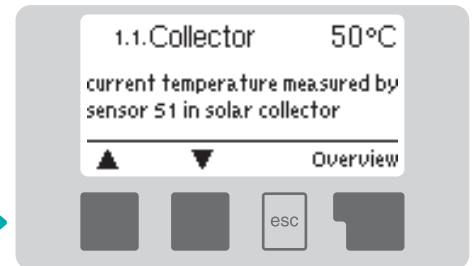 1.1.Collector 50°C
current temperature measured by
sensor S1 in solar collector
▲ ▼ Overview
esc